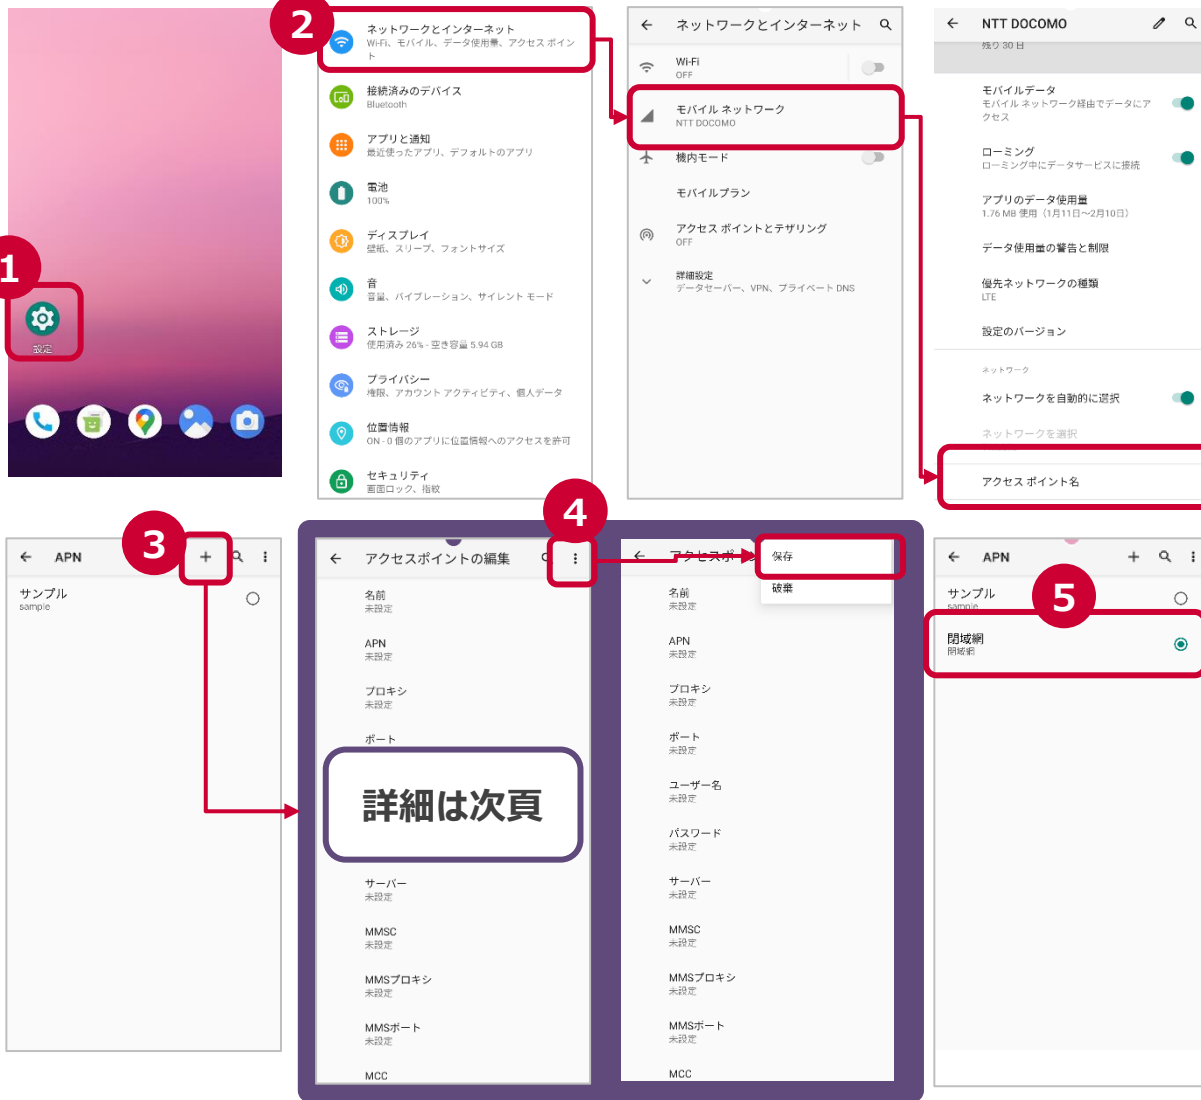 1
設定
2
ネットワークとインターネット
Wi-Fi、モバイル、データ使用量、アクセス ポイン
ト
接続済みのデバイス
Bluetooth
アプリと通知
最近使ったアプリ、デフォルトのアプリ
電池
100%
ディスプレイ
壁紙、スリープ、フォントサイズ
音
音量、バイブレーション、サイレント モード
ストレージ
使用済み 26% - 空き容量 5.94 GB
プライバシー
権限、アカウント アクティビティ、個人データ
位置情報
ON - 0 個のアプリに位置情報へのアクセスを許可
セキュリティ
画面ロック、指紋
ネットワークとインターネット
Wi-Fi
OFF
モバイル ネットワーク
NTT DOCOMO
機内モード
モバイルプラン
アクセス ポイントとテザリング
OFF
詳細設定
データセーバー、VPN、プライベート DNS
NTT DOCOMO
残り 30 日
モバイルデータ
モバイル ネットワーク経由でデータにア
クセス
ローミング
ローミング中にデータサービスに接続
アプリのデータ使用量
1.76 MB 使用（1月11日～2月10日）
データ使用量の警告と制限
優先ネットワークの種類
LTE
設定のバージョン
ネットワーク
ネットワークを自動的に選択
ネットワークを選択
アクセス ポイント名
APN
3
サンプル
sample
4
アクセスポイントの編集
名前
未設定
APN
未設定
プロキシ
未設定
ポート
詳細は次頁
サーバー
未設定
MMSC
未設定
MMSプロキシ
未設定
MMSポート
未設定
MCC
アクセスポ
保存
破棄
名前
未設定
APN
未設定
プロキシ
未設定
ポート
未設定
ユーザー名
未設定
パスワード
未設定
サーバー
未設定
MMSC
未設定
MMSプロキシ
未設定
MMSポート
未設定
MCC
APN
サンプル
sample
5
閉域網
閉域網